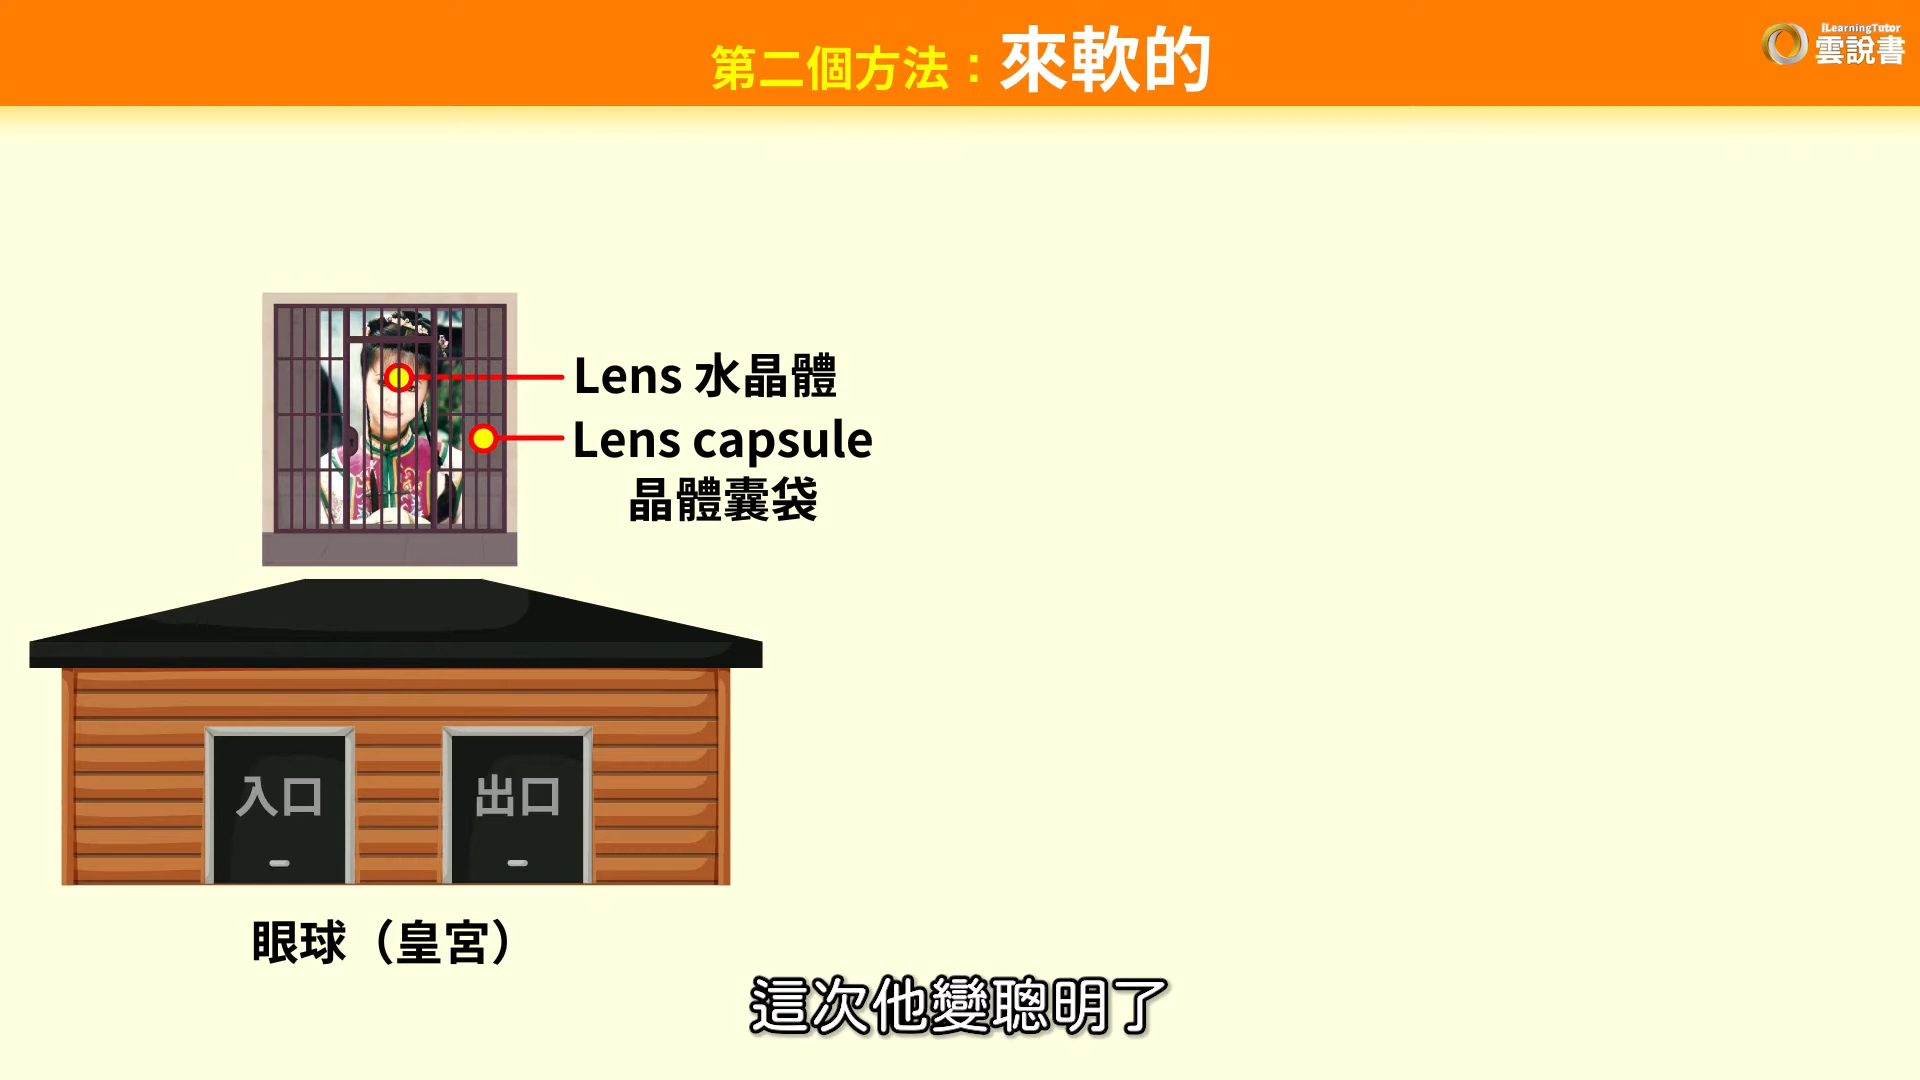 第二個方法：來軟的
iLearningTutor
雲說書
Lens 水晶體
Lens capsule
晶體囊袋
入口
出口
眼球（皇宮）
這次他變聰明了